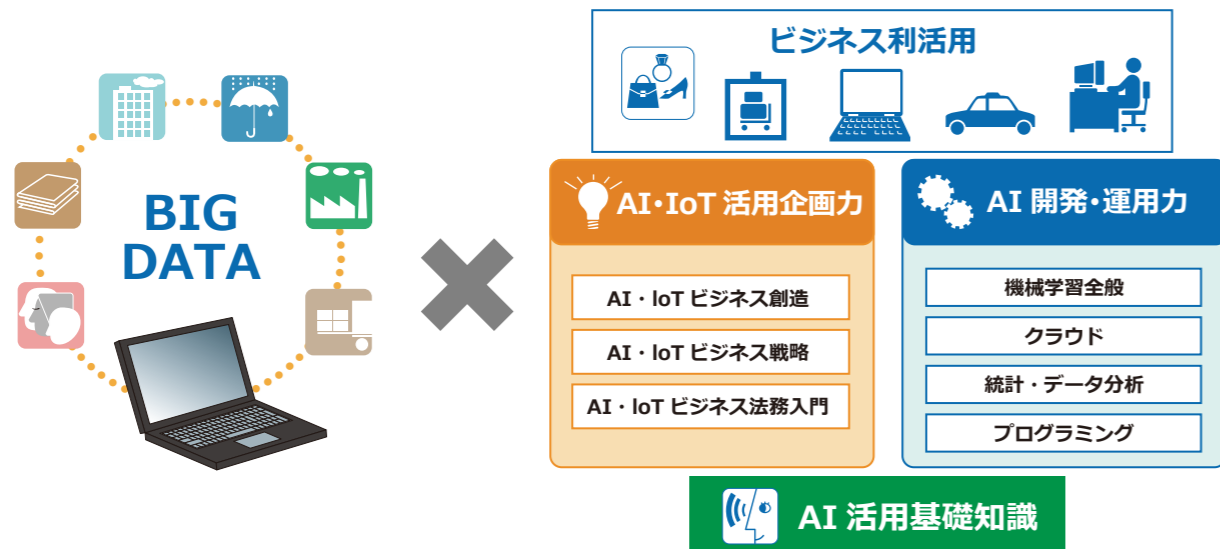 BIG
DATA
ビジネス利活用
AI・IoT 活用企画力
AI・IoT ビジネス創造
AI・IoT ビジネス戦略
AI・IoT ビジネス法務入門
AI 開発・運用力
機械学習全般
クラウド
統計・データ分析
プログラミング
AI 活用基礎知識